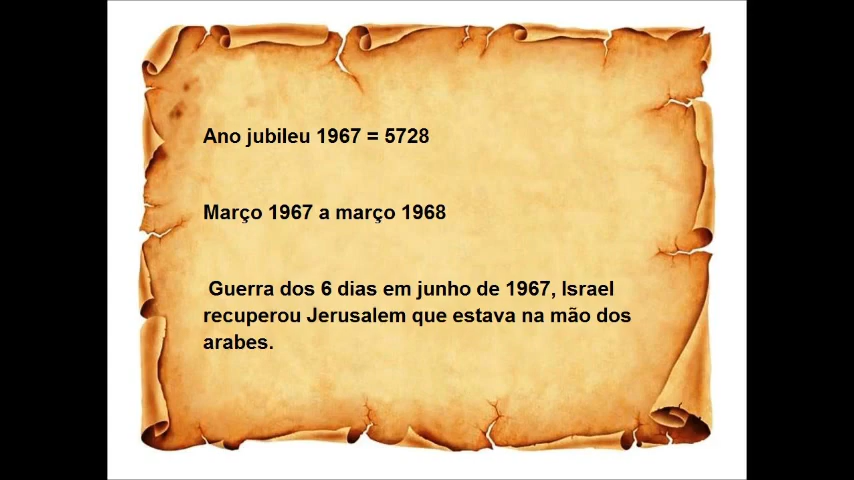 Ano jubileu 1967 = 5728
Março 1967 a março 1968
Guerra dos 6 dias em junho de 1967, Israel
recuperou Jerusalem que estava na mão dos
arabes.